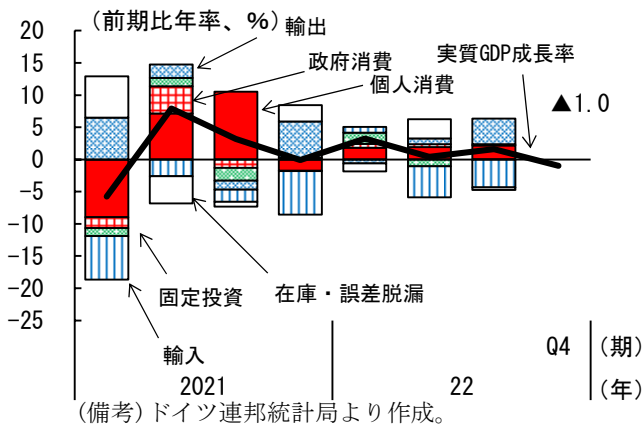 (前期比年率、%)
輸出
政府消費
個人消費
実質GDP成長率
▲1.0
20
15
10
5
0
−5
−10
−15
−20
−25
固定投資
在庫・誤差脱漏
輸入
Q4 (期)
2021 22 (年)
(備考)ドイツ連邦統計局より作成。